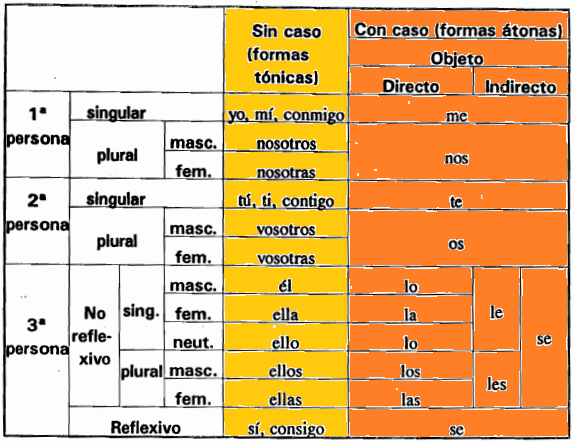 Sin caso
(formas
tónicas)
Con caso (formas átonas)
Objeto
Directo Indirecto
1ª
persona
singular yo, mí, conmigo me
plural
masc. nosotros
fem. nosotras
nos
2ª
persona
singular tú, ti, contigo te
plural
masc. vosotros
fem. vosotras
os
3ª
persona
No
refle-
xivo
sing.
masc. él lo
fem. ella la
neut. ello lo
le
plural
masc. ellos los
fem. ellas las
les
se
Reflexivo sí, consigo se